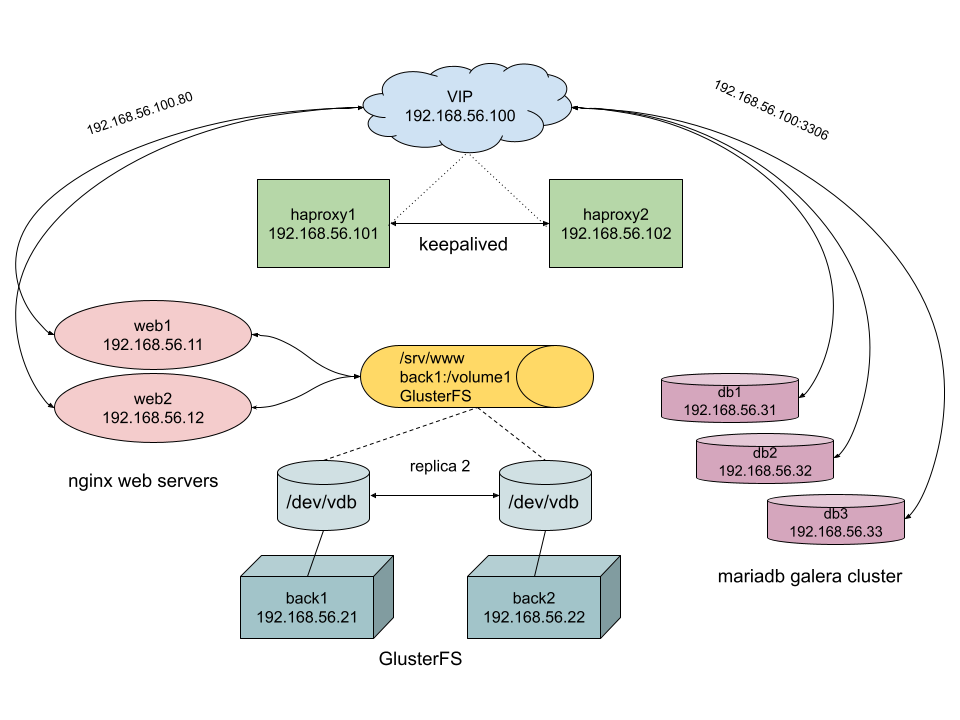 192.168.56.100.80
VIP
192.168.56.100
192.168.56.100:3306
haproxy1
192.168.56.101
keepalived
haproxy2
192.168.56.102
web1
192.168.56.11
web2
192.168.56.12
nginx web servers
/srv/www
back1:/volume1
GlusterFS
db1
192.168.56.31
db2
192.168.56.32
db3
192.168.56.33
mariadb galera cluster
replica 2
/dev/vdb
/dev/vdb
back1
192.168.56.21
back2
192.168.56.22
GlusterFS